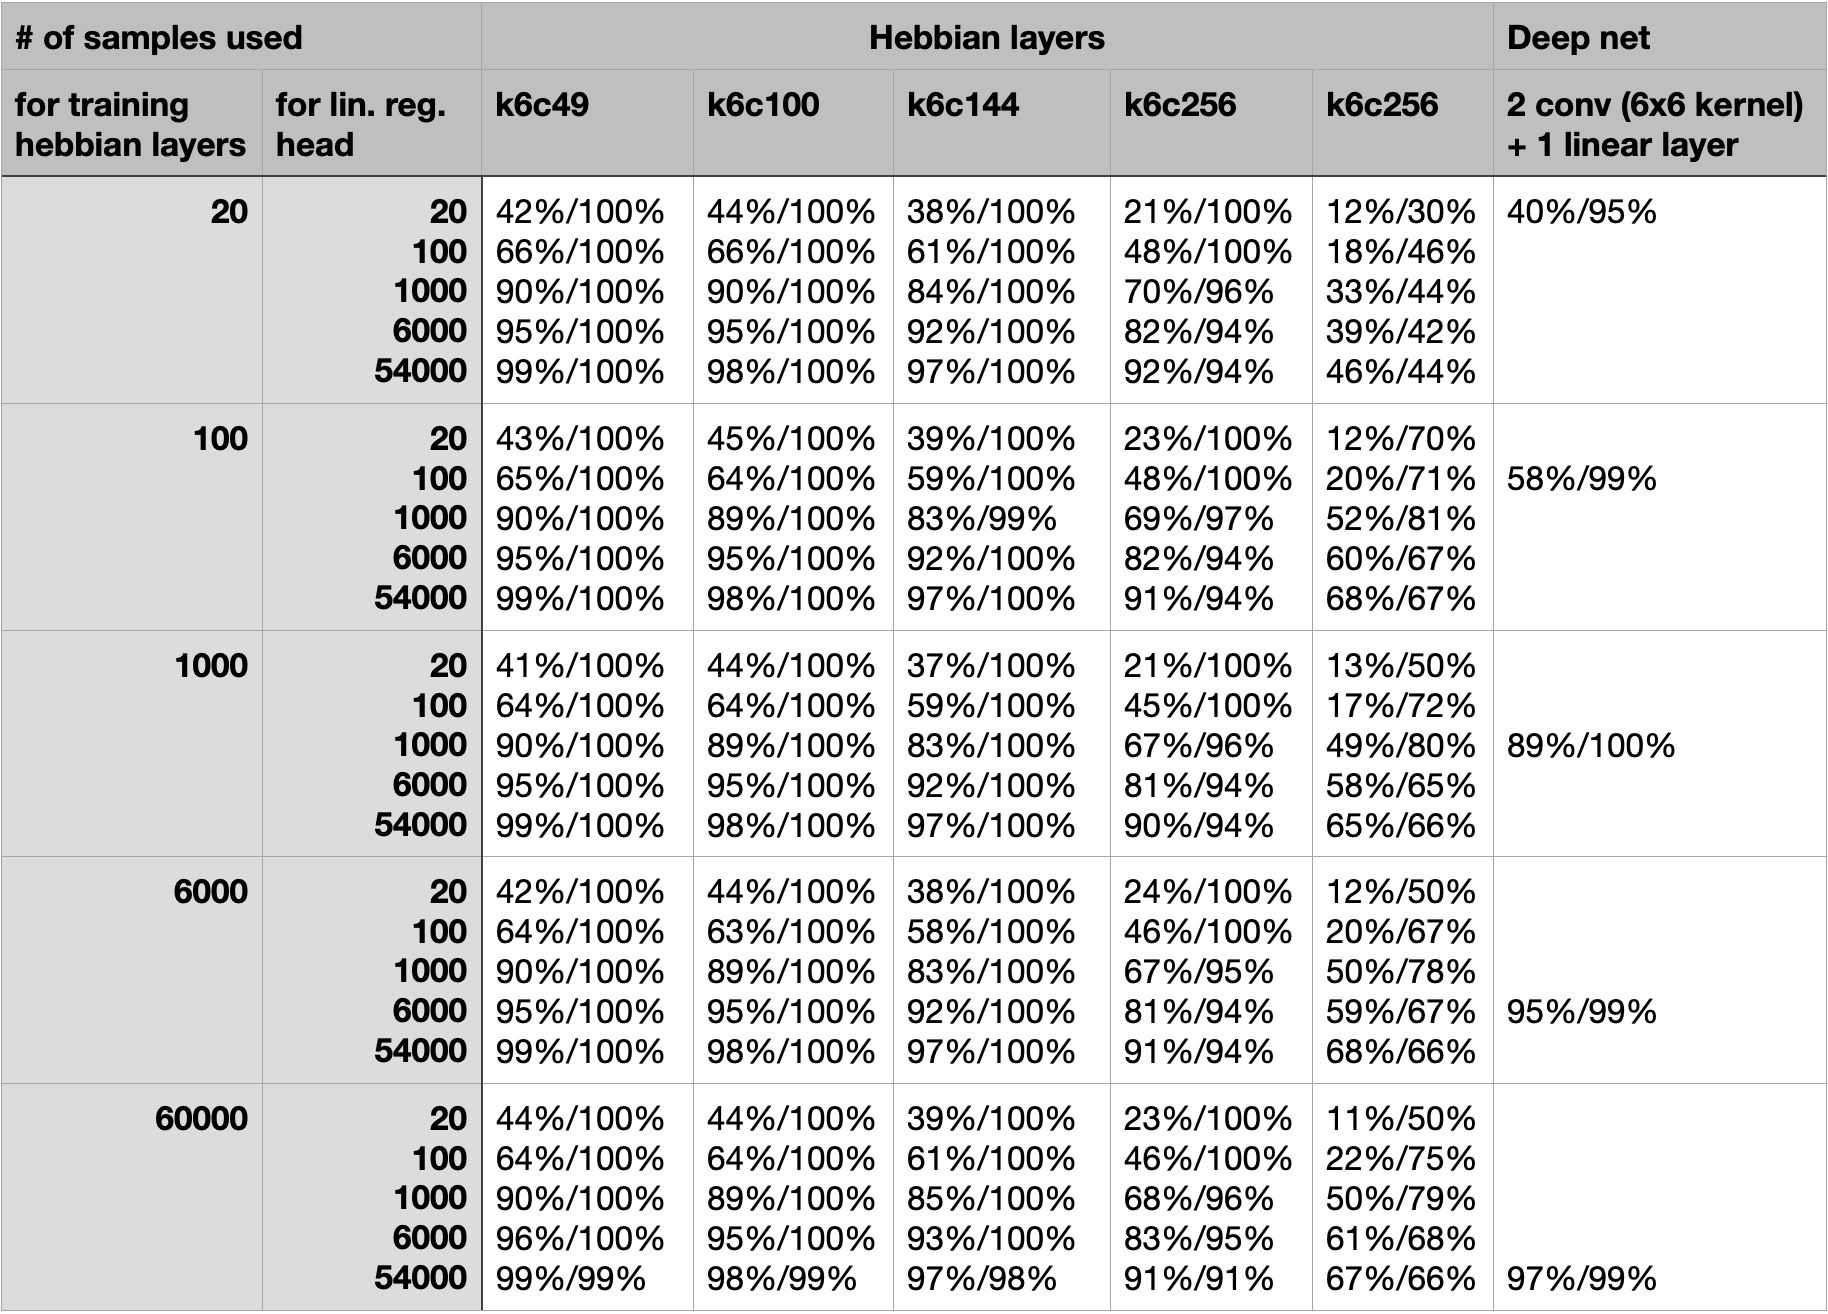 # of samples used Hebbian layers Deep net
for training hebbian layers for lin. reg. head k6c49 k6c100 k6c144 k6c256 k6c256 2 conv (6x6 kernel) + 1 linear layer
20 20 42%/100% 44%/100% 38%/100% 21%/100% 12%/30% 40%/95%
100 66%/100% 66%/100% 61%/100% 48%/100% 18%/46%
1000 90%/100% 90%/100% 84%/100% 70%/96% 33%/44%
6000 95%/100% 95%/100% 92%/100% 82%/94% 39%/42%
54000 99%/100% 98%/100% 97%/100% 92%/94% 46%/44%
100 20 43%/100% 45%/100% 39%/100% 23%/100% 12%/70%
100 65%/100% 64%/100% 59%/100% 48%/100% 20%/71% 58%/99%
1000 90%/100% 89%/100% 83%/99% 69%/97% 52%/81%
6000 95%/100% 95%/100% 92%/100% 82%/94% 60%/67%
54000 99%/100% 98%/100% 97%/100% 91%/94% 68%/67%
1000 20 41%/100% 44%/100% 37%/100% 21%/100% 13%/50%
100 64%/100% 64%/100% 59%/100% 45%/100% 17%/72%
1000 90%/100% 89%/100% 83%/100% 67%/96% 49%/80% 89%/100%
6000 95%/100% 95%/100% 92%/100% 81%/94% 58%/65%
54000 99%/100% 98%/100% 97%/100% 90%/94% 65%/66%
6000 20 42%/100% 44%/100% 38%/100% 24%/100% 12%/50%
100 64%/100% 63%/100% 58%/100% 46%/100% 20%/67%
1000 90%/100% 89%/100% 83%/100% 67%/95% 50%/78%
6000 95%/100% 95%/100% 92%/100% 81%/94% 59%/67% 95%/99%
54000 99%/100% 98%/100% 97%/100% 91%/94% 68%/66%
60000 20 44%/100% 44%/100% 39%/100% 23%/100% 11%/50%
100 64%/100% 64%/100% 61%/100% 46%/100% 22%/75%
1000 90%/100% 89%/100% 85%/100% 68%/96% 50%/79%
6000 96%/100% 95%/100% 93%/100% 83%/95% 61%/68%
54000 99%/99% 98%/99% 97%/98% 91%/91% 67%/66% 97%/99%